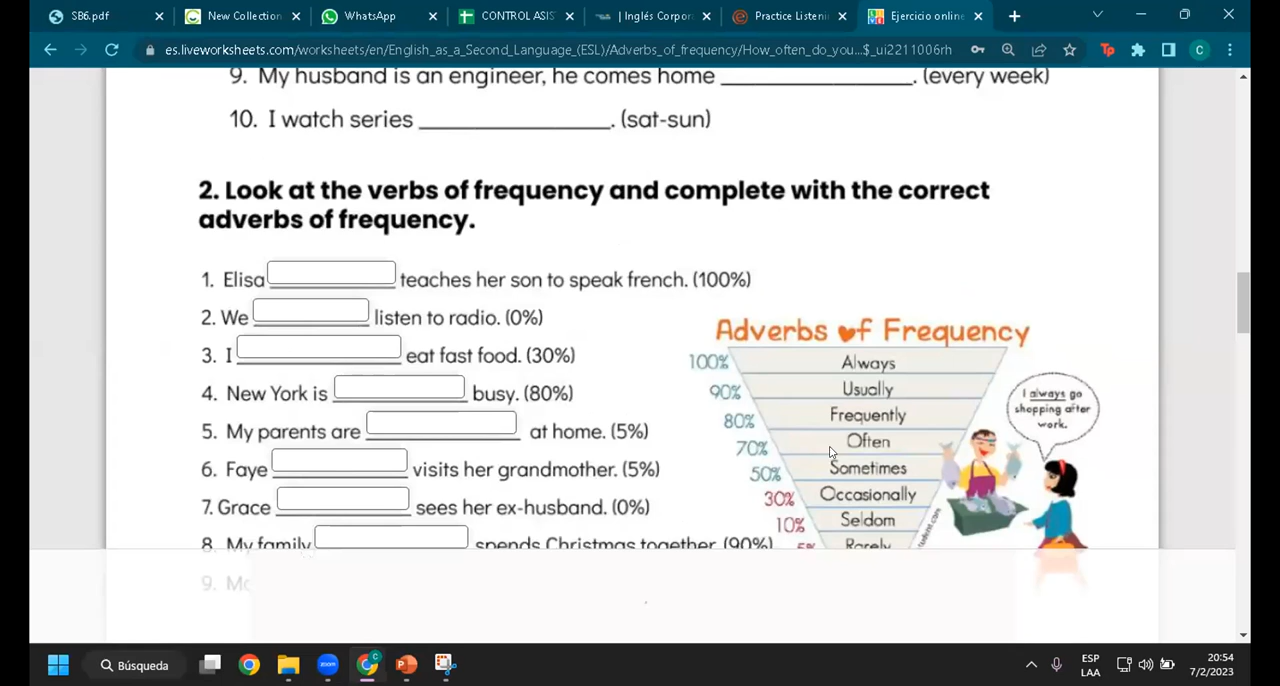 SB6.pdf
New Collection
WhatsApp
CONTROL ASIS
| Inglés Corpor
Practice Listeni
Ejercicio online
es.liveworksheets.com/worksheets/en/English_as_a_Second_Language_(ESL)/Adverbs_of_frequency/How_often_do_you...$_ui2211006rh
9. My husband is an engineer, he comes home ________________. (every week)
10. I watch series ________________. (sat-sun)
2. Look at the verbs of frequency and complete with the correct
adverbs of frequency.
1. Elisa teaches her son to speak french. (100%)
2. We listen to radio. (0%)
3. I eat fast food. (30%)
4. New York is busy. (80%)
5. My parents are at home. (5%)
6. Faye visits her grandmother. (5%)
7. Grace sees her ex-husband. (0%)
8. My family spends Christmas together. (90%)
Adverbs of Frequency
100% Always
90% Usually
80% Frequently
70% Often
50% Sometimes
30% Occasionally
10% Seldom
5% Rarely
I always go
shopping after
work.
Búsqueda
zoom
ESP
LAA
20:54
7/2/2023